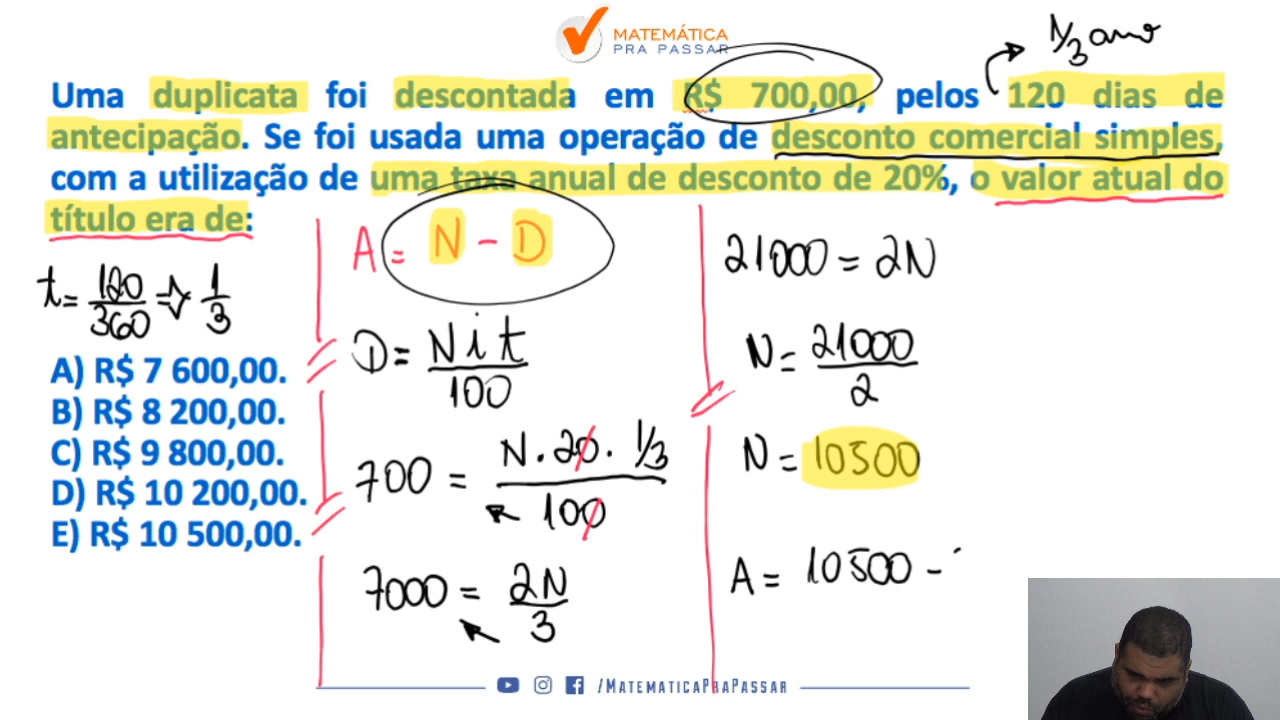 MATEMÁTICA
PRA PASSAR
1/3 ano
Uma duplicata foi descontada em R$ 700,00, pelos 120 dias de
antecipação. Se foi usada uma operação de desconto comercial simples,
com a utilização de uma taxa anual de desconto de 20%, o valor atual do
título era de:
t = 120/360 => 1/3
A) R$ 7 600,00.
B) R$ 8 200,00.
C) R$ 9 800,00.
D) R$ 10 200,00.
E) R$ 10 500,00.
A = N - D
D = N i t / 100
700 = N . 20 . 1/3 / 100
7000 = 2N / 3
21000 = 2N
N = 21000 / 2
N = 10500
A = 10500 -
/MATEMATICAPRAPASSAR